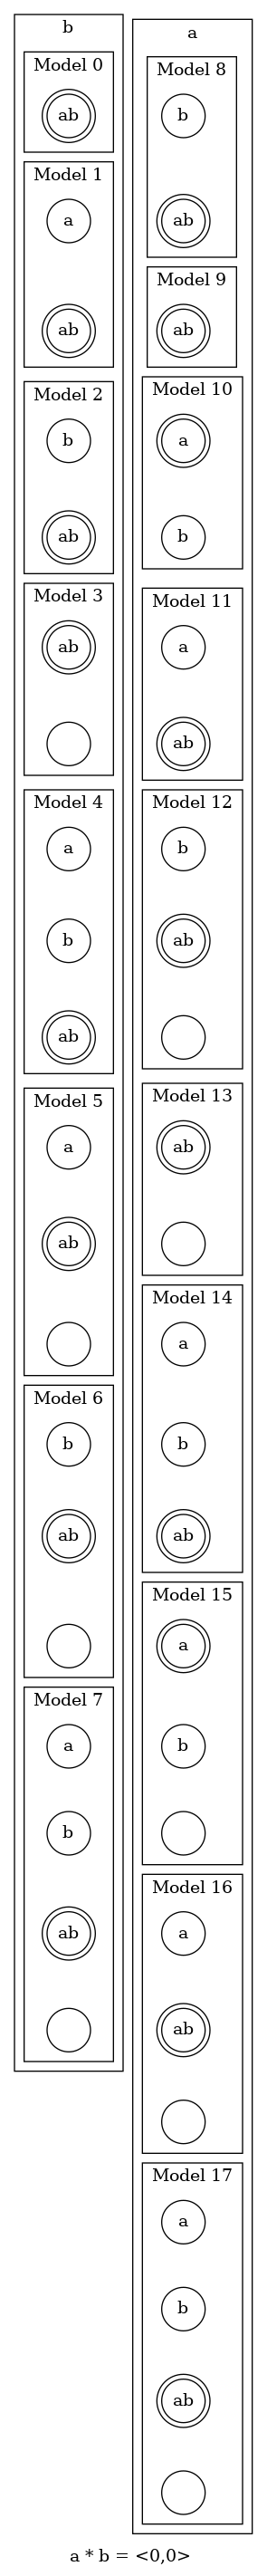 b
Model 0
ab
Model 1
a
ab
Model 2
b
ab
Model 3
ab
Model 4
a
b
ab
Model 5
a
ab
Model 6
b
ab
Model 7
a
b
ab
a
Model 8
b
ab
Model 9
ab
Model 10
a
b
Model 11
a
ab
Model 12
b
ab
Model 13
ab
Model 14
a
b
ab
Model 15
a
b
Model 16
a
ab
Model 17
a
b
ab
a * b = <0,0>